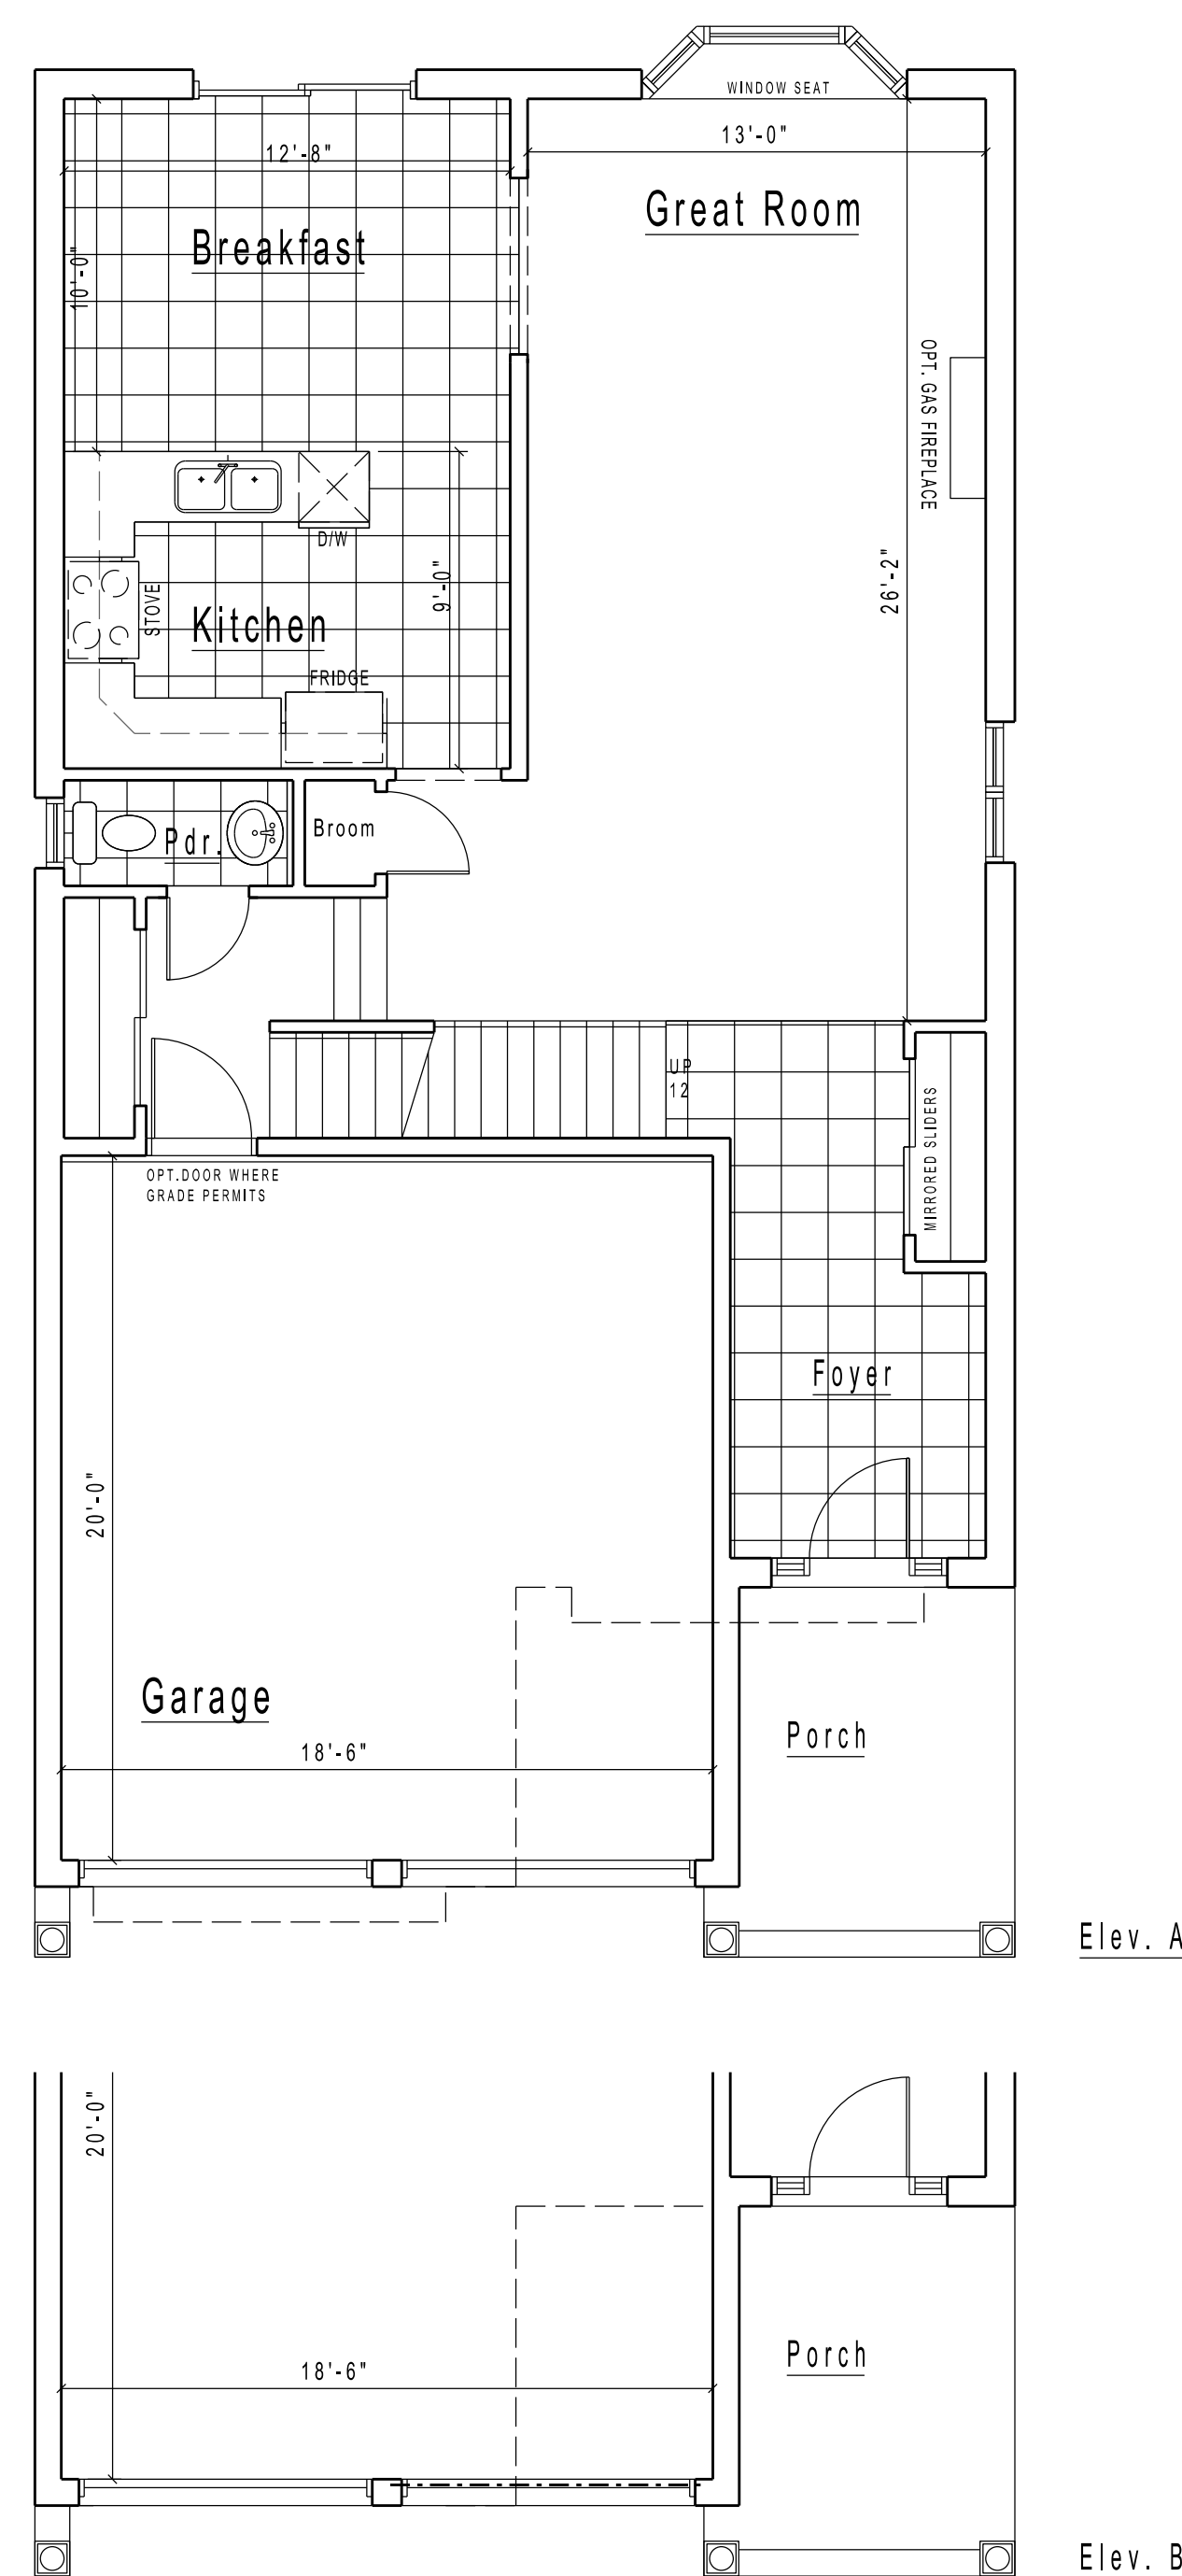 WINDOW SEAT
13'-0"
12'-8"
Great Room
Breakfast
10'-0"
OPT. GAS FIREPLACE
D/W
26'-2"
9'-0"
STOVE
Kitchen
FRIDGE
Broom
Pdr.
UP
12
MIRRORED SLIDERS
OPT.DOOR WHERE
GRADE PERMITS
Foyer
20'-0"
Garage
Porch
18'-6"
Elev. A
20'-0"
Porch
18'-6"
Elev. B